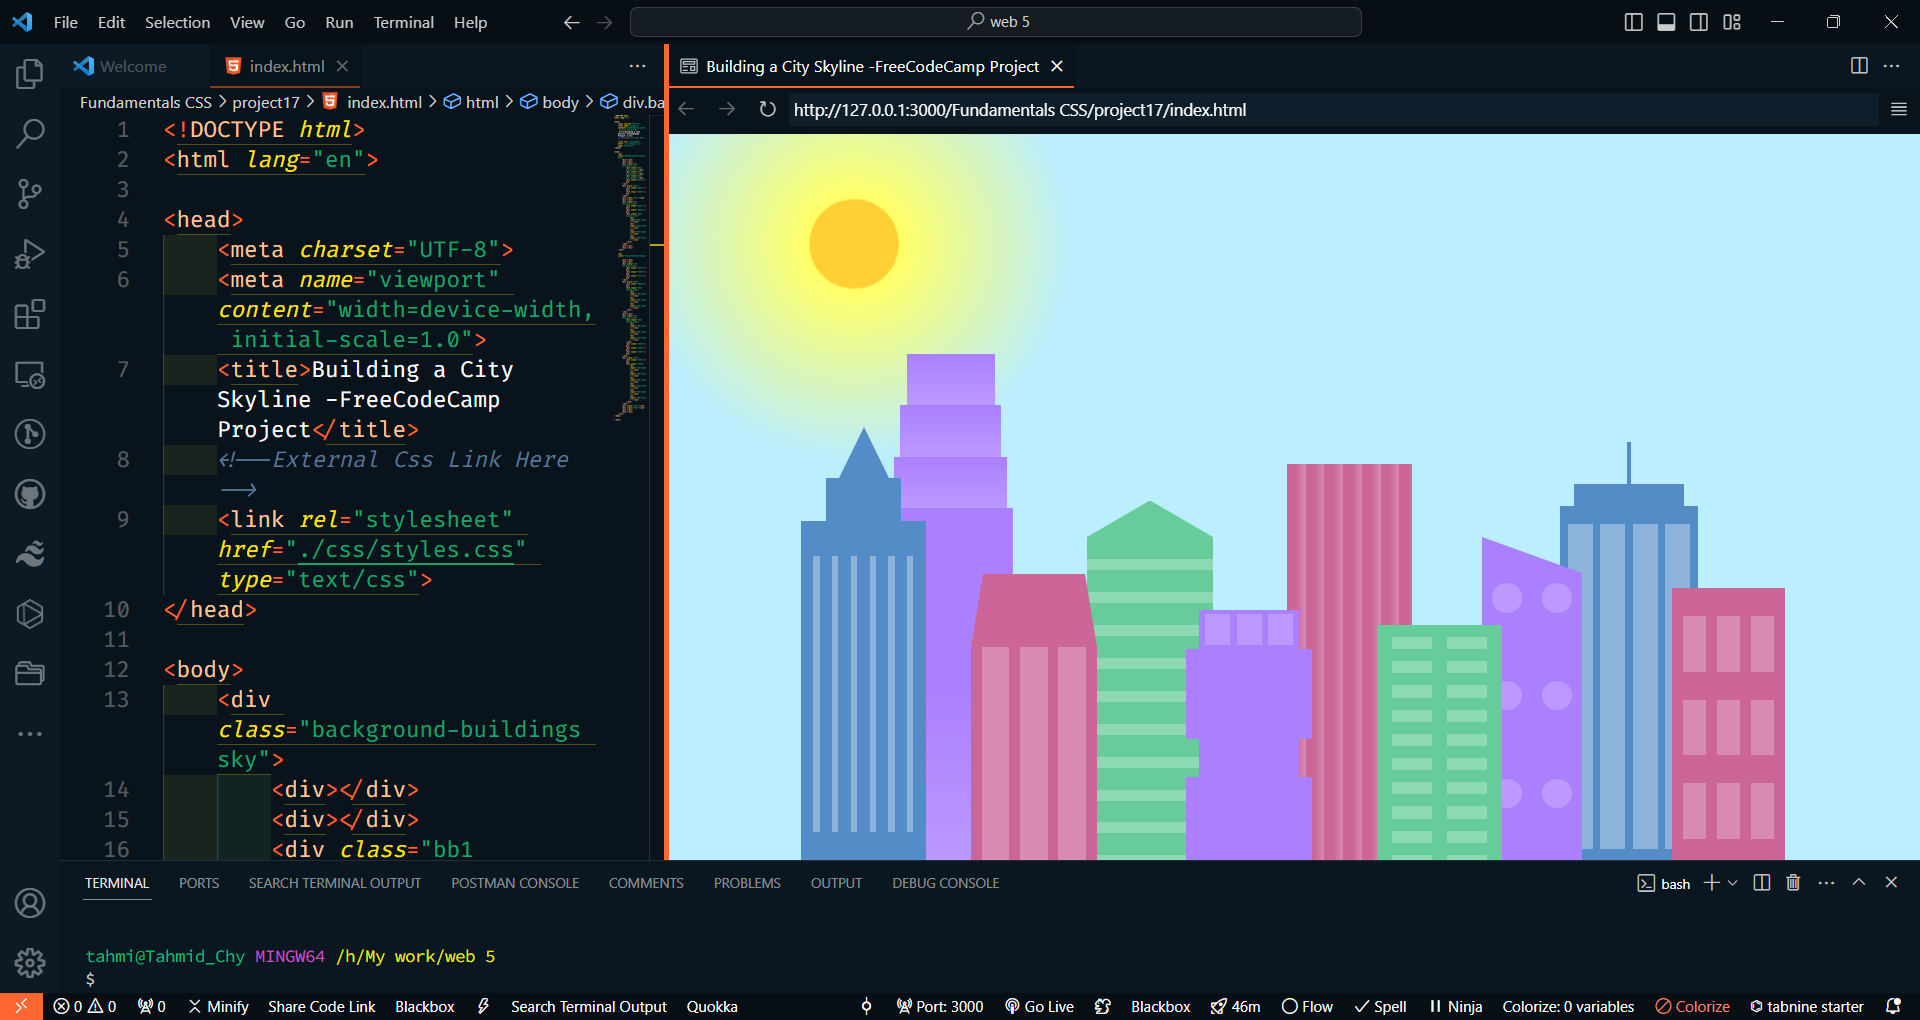 File Edit Selection View Go Run Terminal Help
web 5
Welcome
index.html
Building a City Skyline -FreeCodeCamp Project
Fundamentals CSS > project17 > index.html > html > body > div.ba
http://127.0.0.1:3000/Fundamentals CSS/project17/index.html
1 <!DOCTYPE html>
2 <html lang="en">
3
4 <head>
5 <meta charset="UTF-8">
6 <meta name="viewport"
content="width=device-width,
initial-scale=1.0">
7 <title>Building a City
Skyline -FreeCodeCamp
Project</title>
8 <!--External Css Link Here
-->
9 <link rel="stylesheet"
href="./css/styles.css"
type="text/css">
10 </head>
11
12 <body>
13 <div
class="background-buildings
sky">
14 <div></div>
15 <div></div>
16 <div class="bb1
TERMINAL PORTS SEARCH TERMINAL OUTPUT POSTMAN CONSOLE COMMENTS PROBLEMS OUTPUT DEBUG CONSOLE
bash
tahmi@Tahmid_Chy MINGW64 /h/My work/web 5
$
0 0 0 Minify Share Code Link Blackbox Search Terminal Output Quokka Port: 3000 Go Live Blackbox 46m Flow Spell Ninja Colorize: 0 variables Colorize tabnine starter